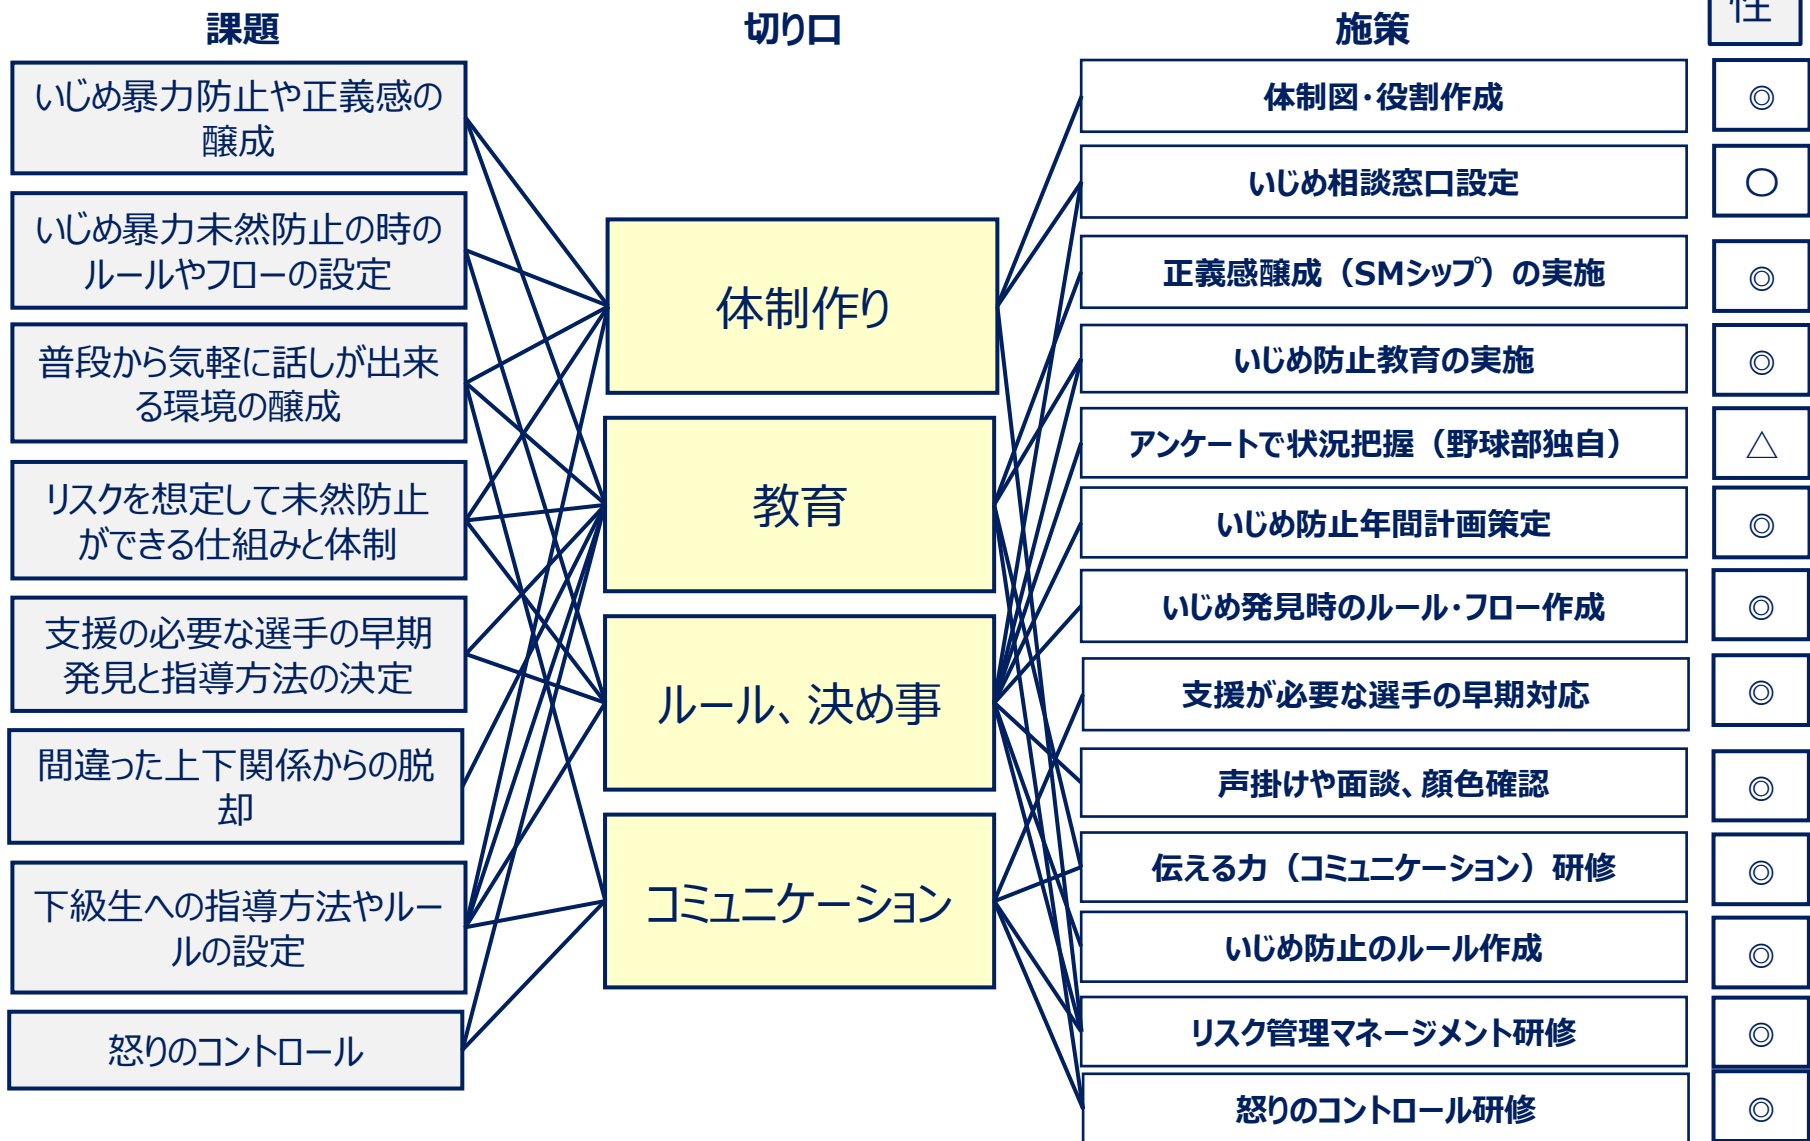 課題
切り口
施策
性
いじめ暴力防止や正義感の
醸成
いじめ暴力未然防止の時の
ルールやフローの設定
普段から気軽に話しが出来
る環境の醸成
リスクを想定して未然防止
ができる仕組みと体制
支援の必要な選手の早期
発見と指導方法の決定
間違った上下関係からの脱
却
下級生への指導方法やルー
ルの設定
怒りのコントロール
体制作り
教育
ルール、決め事
コミュニケーション
体制図・役割作成
◎
いじめ相談窓口設定
〇
正義感醸成（SMシップ）の実施
◎
いじめ防止教育の実施
◎
アンケートで状況把握（野球部独自）
△
いじめ防止年間計画策定
◎
いじめ発見時のルール・フロー作成
◎
支援が必要な選手の早期対応
◎
声掛けや面談、顔色確認
◎
伝える力（コミュニケーション）研修
◎
いじめ防止のルール作成
◎
リスク管理マネージメント研修
◎
怒りのコントロール研修
◎